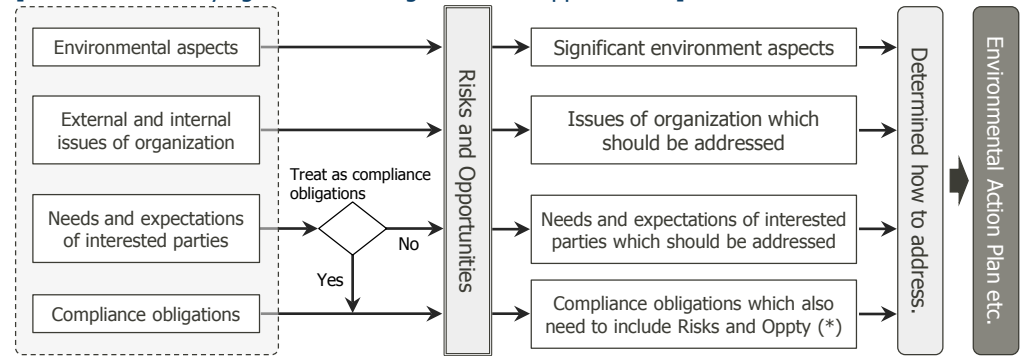 Environmental aspects
External and internal
issues of organization
Needs and expectations
of interested parties
Compliance obligations
Treat as compliance
obligations
No
Yes
Risks and Opportunities
Significant environment aspects
Issues of organization which
should be addressed
Needs and expectations of interested
parties which should be addressed
Compliance obligations which also
need to include Risks and Oppty (*)
Determined how to address.
Environmental Action Plan etc.